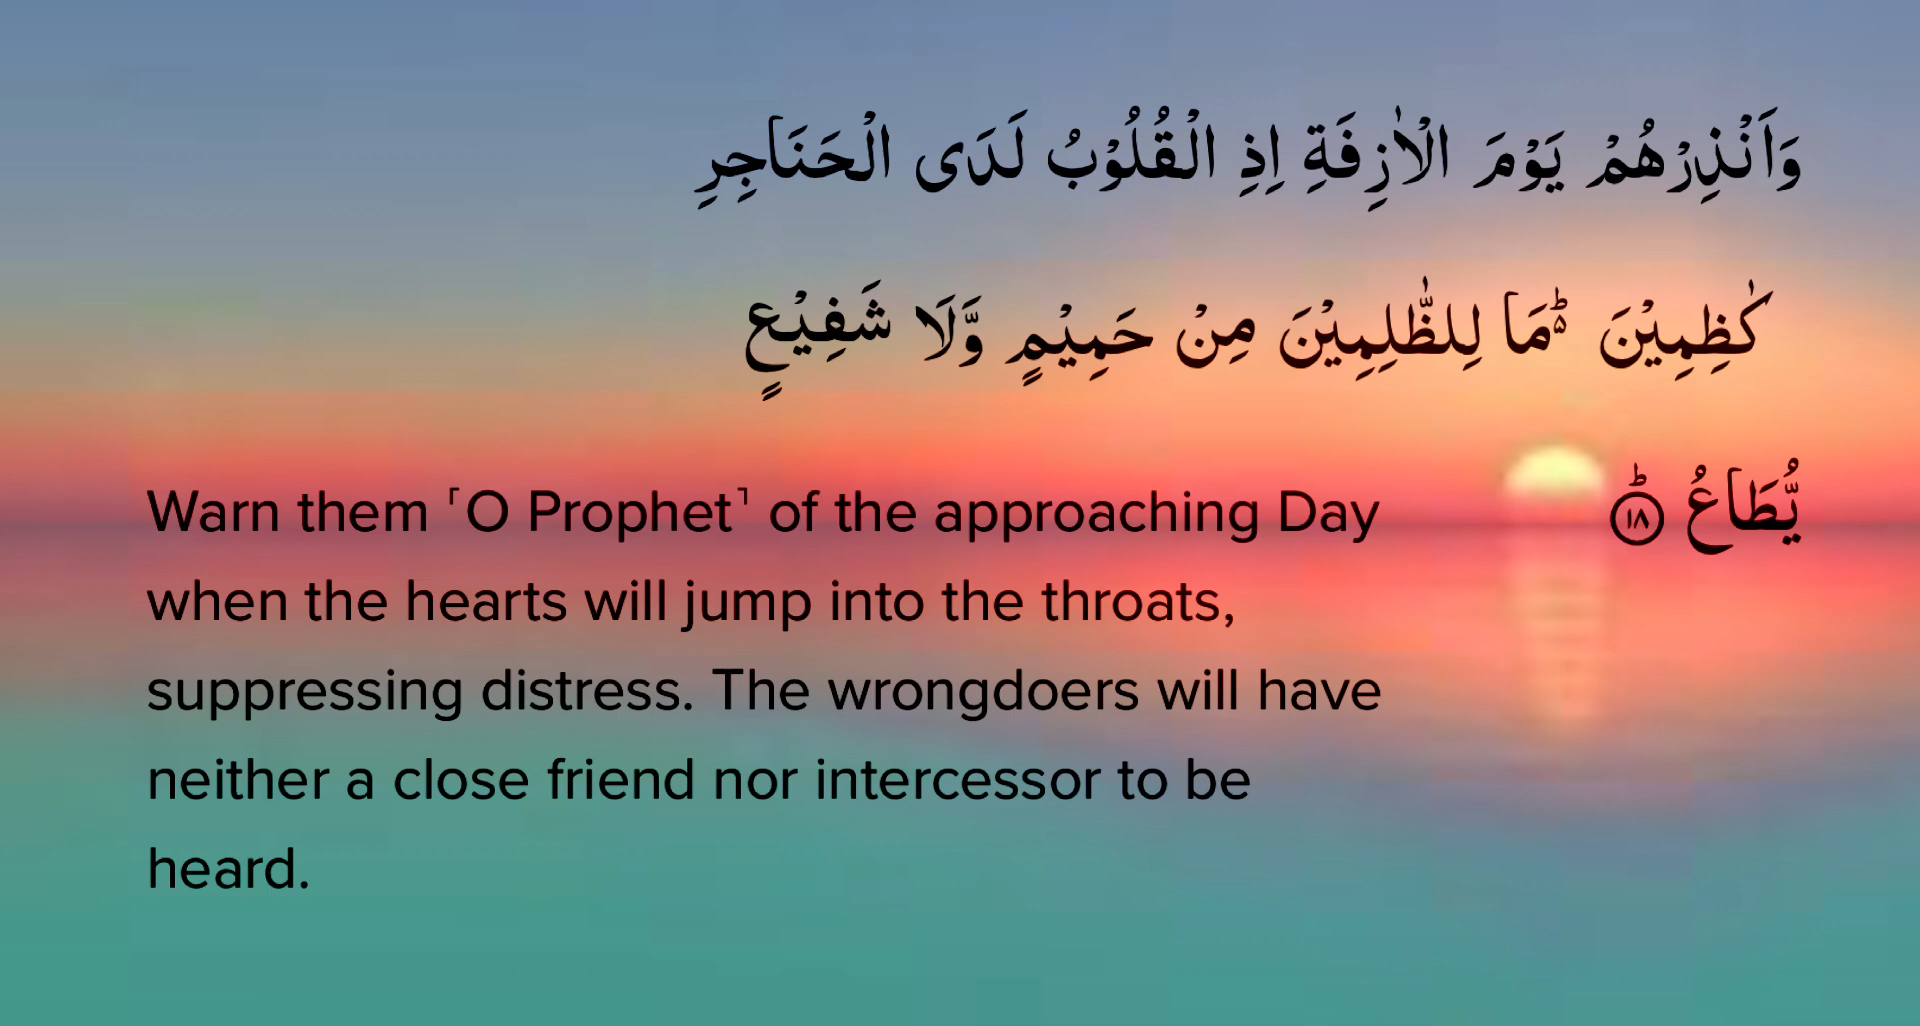 وَاَنْذِرْهُمْ يَوْمَ الْاٰزِفَةِ اِذِ الْقُلُوْبُ لَدَى الْحَنَاجِرِ
كٰظِمِيْنَ ؕ۬ مَا لِلظّٰلِمِيْنَ مِنْ حَمِيْمٍ وَّلَا شَفِيْعٍ
يُّطَاعُ ؕ۝۱۸
Warn them ˹O Prophet˺ of the approaching Day
when the hearts will jump into the throats,
suppressing distress. The wrongdoers will have
neither a close friend nor intercessor to be
heard.